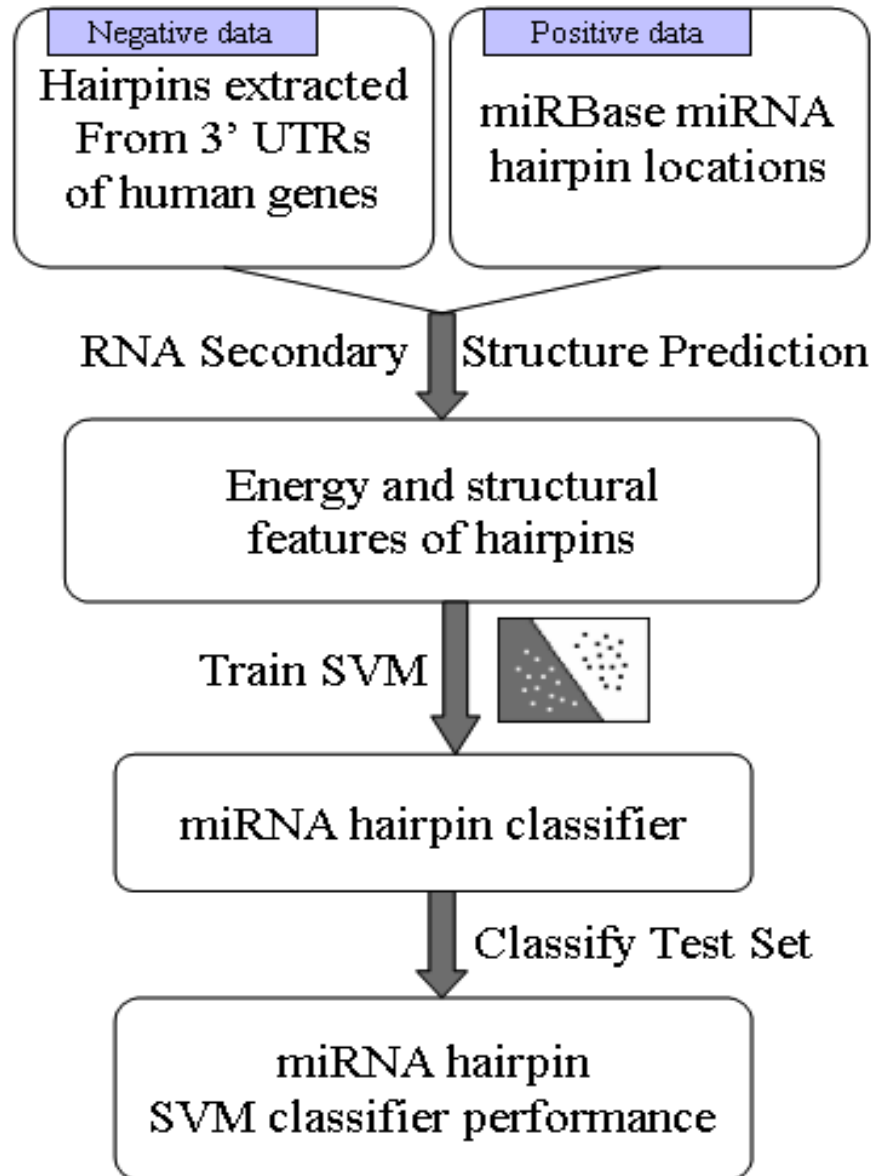 Negative data
Hairpins extracted
From 3' UTRs
of human genes
Positive data
miRBase miRNA
hairpin locations
RNA Secondary Structure Prediction
Energy and structural
features of hairpins
Train SVM
miRNA hairpin classifier
Classify Test Set
miRNA hairpin
SVM classifier performance